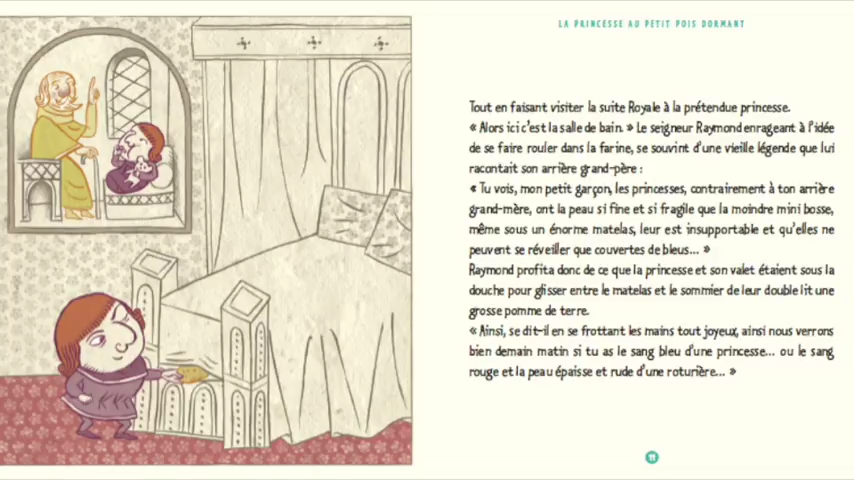 LA PRINCESSE AU PETIT POIS DORMANT
Tout en faisant visiter la suite Royale à la prétendue princesse.
« Alors ici c'est la salle de bain. » Le seigneur Raymond enrageant à l'idée
de se faire rouler dans la farine, se souvint d'une vieille légende que lui
racontait son arrière grand-père :
« Tu vois, mon petit garçon, les princesses, contrairement à ton arrière
grand-mère, ont la peau si fine et si fragile que la moindre mini bosse,
même sous un énorme matelas, leur est insupportable et qu'elles ne
peuvent se réveiller que couvertes de bleus... »
Raymond profita donc de ce que la princesse et son valet étaient sous la
douche pour glisser entre le matelas et le sommier de leur double lit une
grosse pomme de terre.
« Ainsi, se dit-il en se frottant les mains tout joyeux, ainsi nous verrons
bien demain matin si tu as le sang bleu d'une princesse... ou le sang
rouge et la peau épaisse et rude d'une roturière... »
11